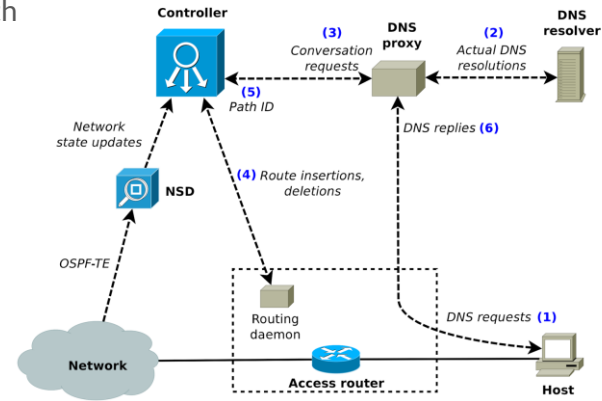 th
Controller
DNS
resolver
DNS
proxy
(3)
Conversation
requests
(2)
Actual DNS
resolutions
(5)
Path ID
DNS replies (6)
Network
state updates
(4) Route insertions,
deletions
NSD
OSPF-TE
Routing
daemon
DNS requests (1)
Network
Access router
Host